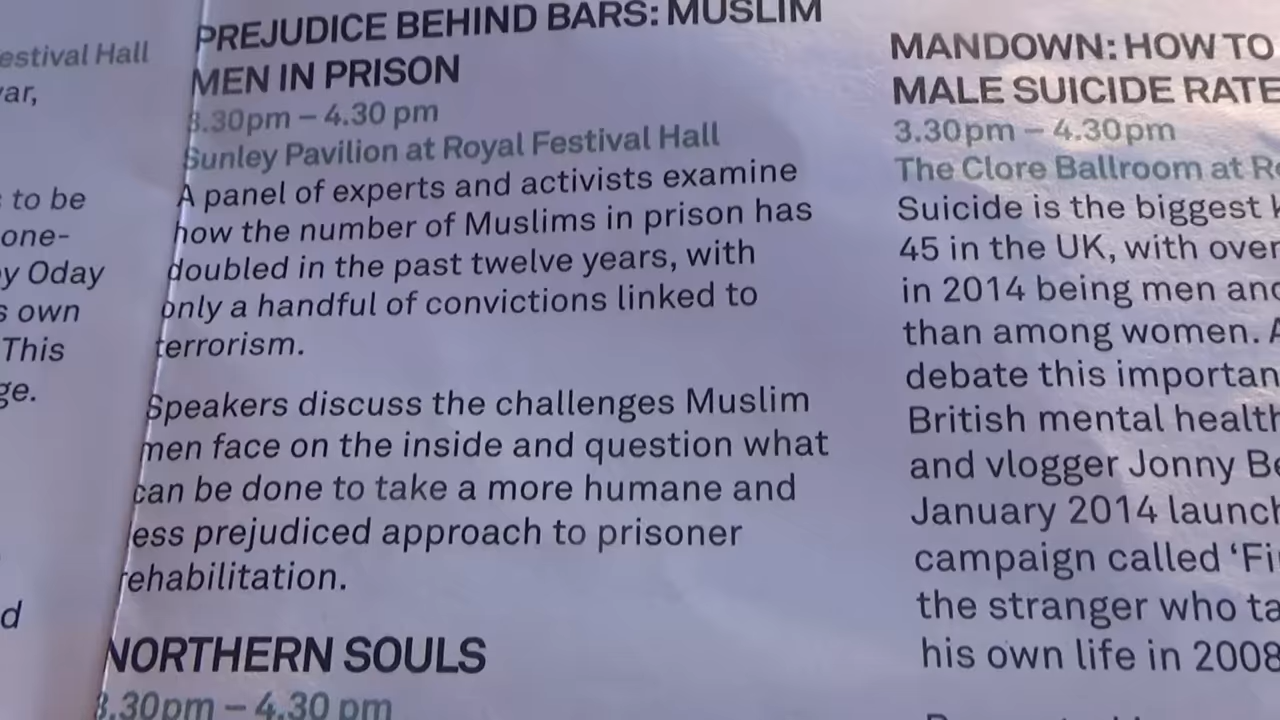 estival Hall
ar,
to be
one-
y Oday
s own
This
ge.
d
PREJUDICE BEHIND BARS: MUSLIM
MEN IN PRISON
3.30pm – 4.30 pm
Sunley Pavilion at Royal Festival Hall
A panel of experts and activists examine
how the number of Muslims in prison has
doubled in the past twelve years, with
only a handful of convictions linked to
terrorism.
Speakers discuss the challenges Muslim
men face on the inside and question what
can be done to take a more humane and
ess prejudiced approach to prisoner
rehabilitation.
NORTHERN SOULS
3.30pm – 4.30 pm
MANDOWN: HOW TO
MALE SUICIDE RATE
3.30pm – 4.30pm
The Clore Ballroom at R
Suicide is the biggest k
45 in the UK, with over
in 2014 being men and
than among women. A
debate this importan
British mental health
and vlogger Jonny Be
January 2014 launch
campaign called ‘Fi
the stranger who ta
his own life in 2008